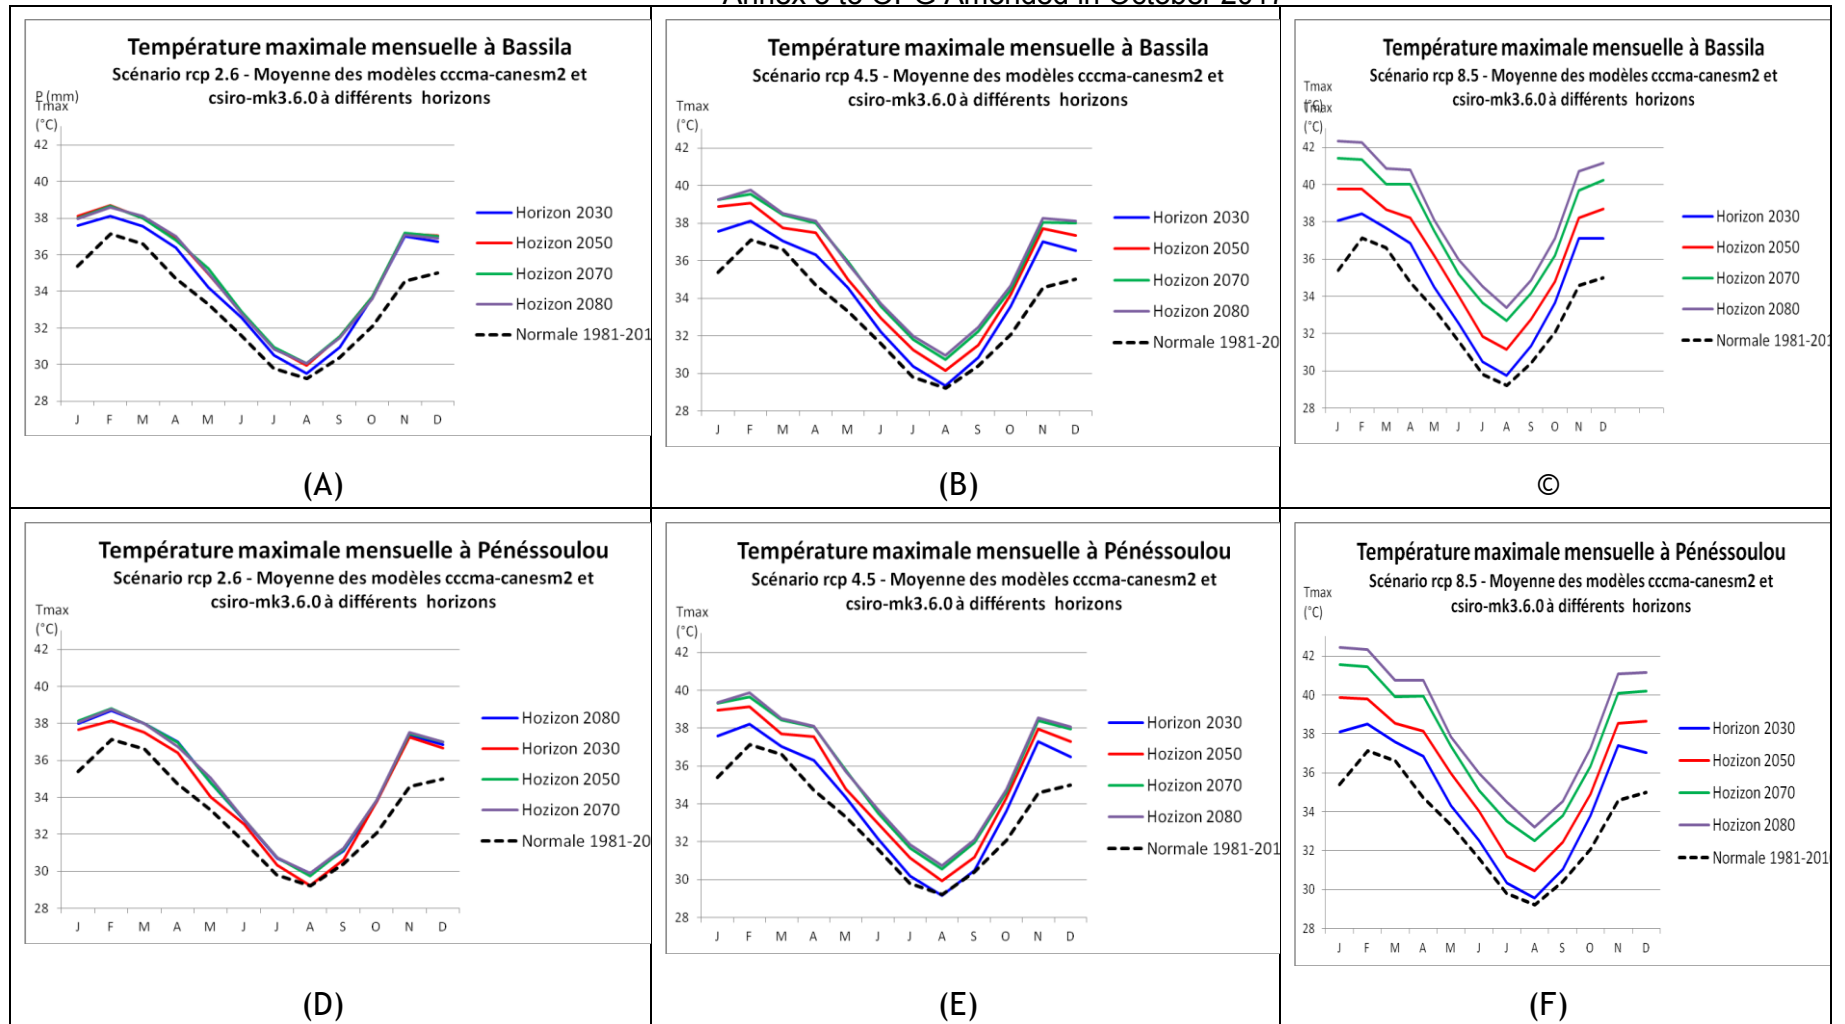 Annex 3 to GPG Amended in October 2017
Température maximale mensuelle à Bassila
Scénario rcp 2.6 - Moyenne des modèles cccma-canesm2 et
csiro-mk3.6.0 à différents horizons
P (mm)
Tmax
(°C)
42
40
38
36
34
32
30
28
J F M A M J J A S O N D
Horizon 2030
Hozizon 2050
Hozizon 2070
Hozizon 2080
Normale 1981-201
(A)
Température maximale mensuelle à Bassila
Scénario rcp 4.5 - Moyenne des modèles cccma-canesm2 et
csiro-mk3.6.0 à différents horizons
Tmax
(°C)
42
40
38
36
34
32
30
28
J F M A M J J A S O N D
Horizon 2030
Hozizon 2050
Hozizon 2070
Hozizon 2080
Normale 1981-20
(B)
Température maximale mensuelle à Bassila
Scénario rcp 8.5 - Moyenne des modèles cccma-canesm2 et
csiro-mk3.6.0 à différents horizons
Tmax
Tmax
(°C)
42
40
38
36
34
32
30
28
J F M A M J J A S O N D
Horizon 2030
Hozizon 2050
Hozizon 2070
Hozizon 2080
Normale 1981-201
©
Température maximale mensuelle à Pénéssoulou
Scénario rcp 2.6 - Moyenne des modèles cccma-canesm2 et
csiro-mk3.6.0 à différents horizons
Tmax
(°C)
42
40
38
36
34
32
30
28
J F M A M J J A S O N D
Hozizon 2080
Horizon 2030
Hozizon 2050
Hozizon 2070
Normale 1981-20
(D)
Température maximale mensuelle à Pénéssoulou
Scénario rcp 4.5 - Moyenne des modèles cccma-canesm2 et
csiro-mk3.6.0 à différents horizons
Tmax
(°C)
42
40
38
36
34
32
30
28
J F M A M J J A S O N D
Horizon 2030
Hozizon 2050
Hozizon 2070
Hozizon 2080
Normale 1981-201
(E)
Température maximale mensuelle à Pénéssoulou
Scénario rcp 8.5 - Moyenne des modèles cccma-canesm2 et
csiro-mk3.6.0 à différents horizons
Tmax
(°C)
42
40
38
36
34
32
30
28
J F M A M J J A S O N D
Horizon 2030
Hozizon 2050
Hozizon 2070
Hozizon 2080
Normale 1981-201
(F)